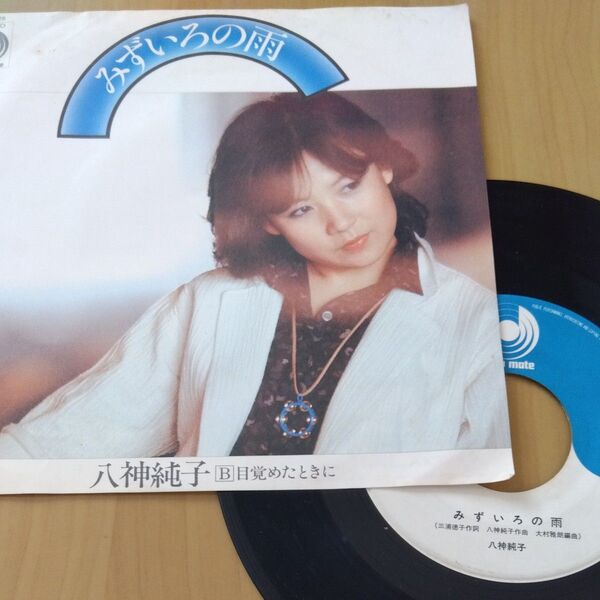 みずいろの雨
八神純子 B 目覚めたときに
mate
みずいろの雨
(三浦徳子作詞 八神純子作曲 大村雅朗編曲)
八神純子